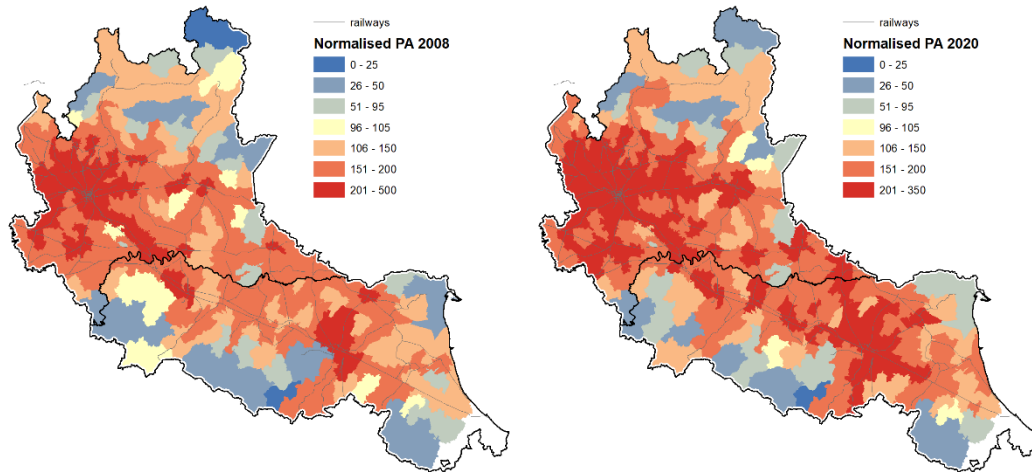 railways
Normalised PA 2008
0 - 25
26 - 50
51 - 95
96 - 105
106 - 150
151 - 200
201 - 500
railways
Normalised PA 2020
0 - 25
26 - 50
51 - 95
96 - 105
106 - 150
151 - 200
201 - 350